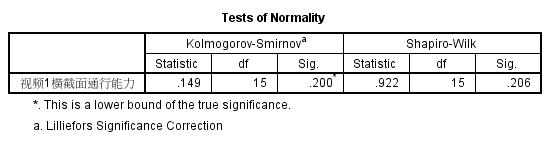 Tests of Normality
Kolmogorov-Smirnovᵃ Shapiro-Wilk
Statistic df Sig. Statistic df Sig.
视频1横截面通行能力 .149 15 .200* .922 15 .206
*. This is a lower bound of the true significance.
a. Lilliefors Significance Correction